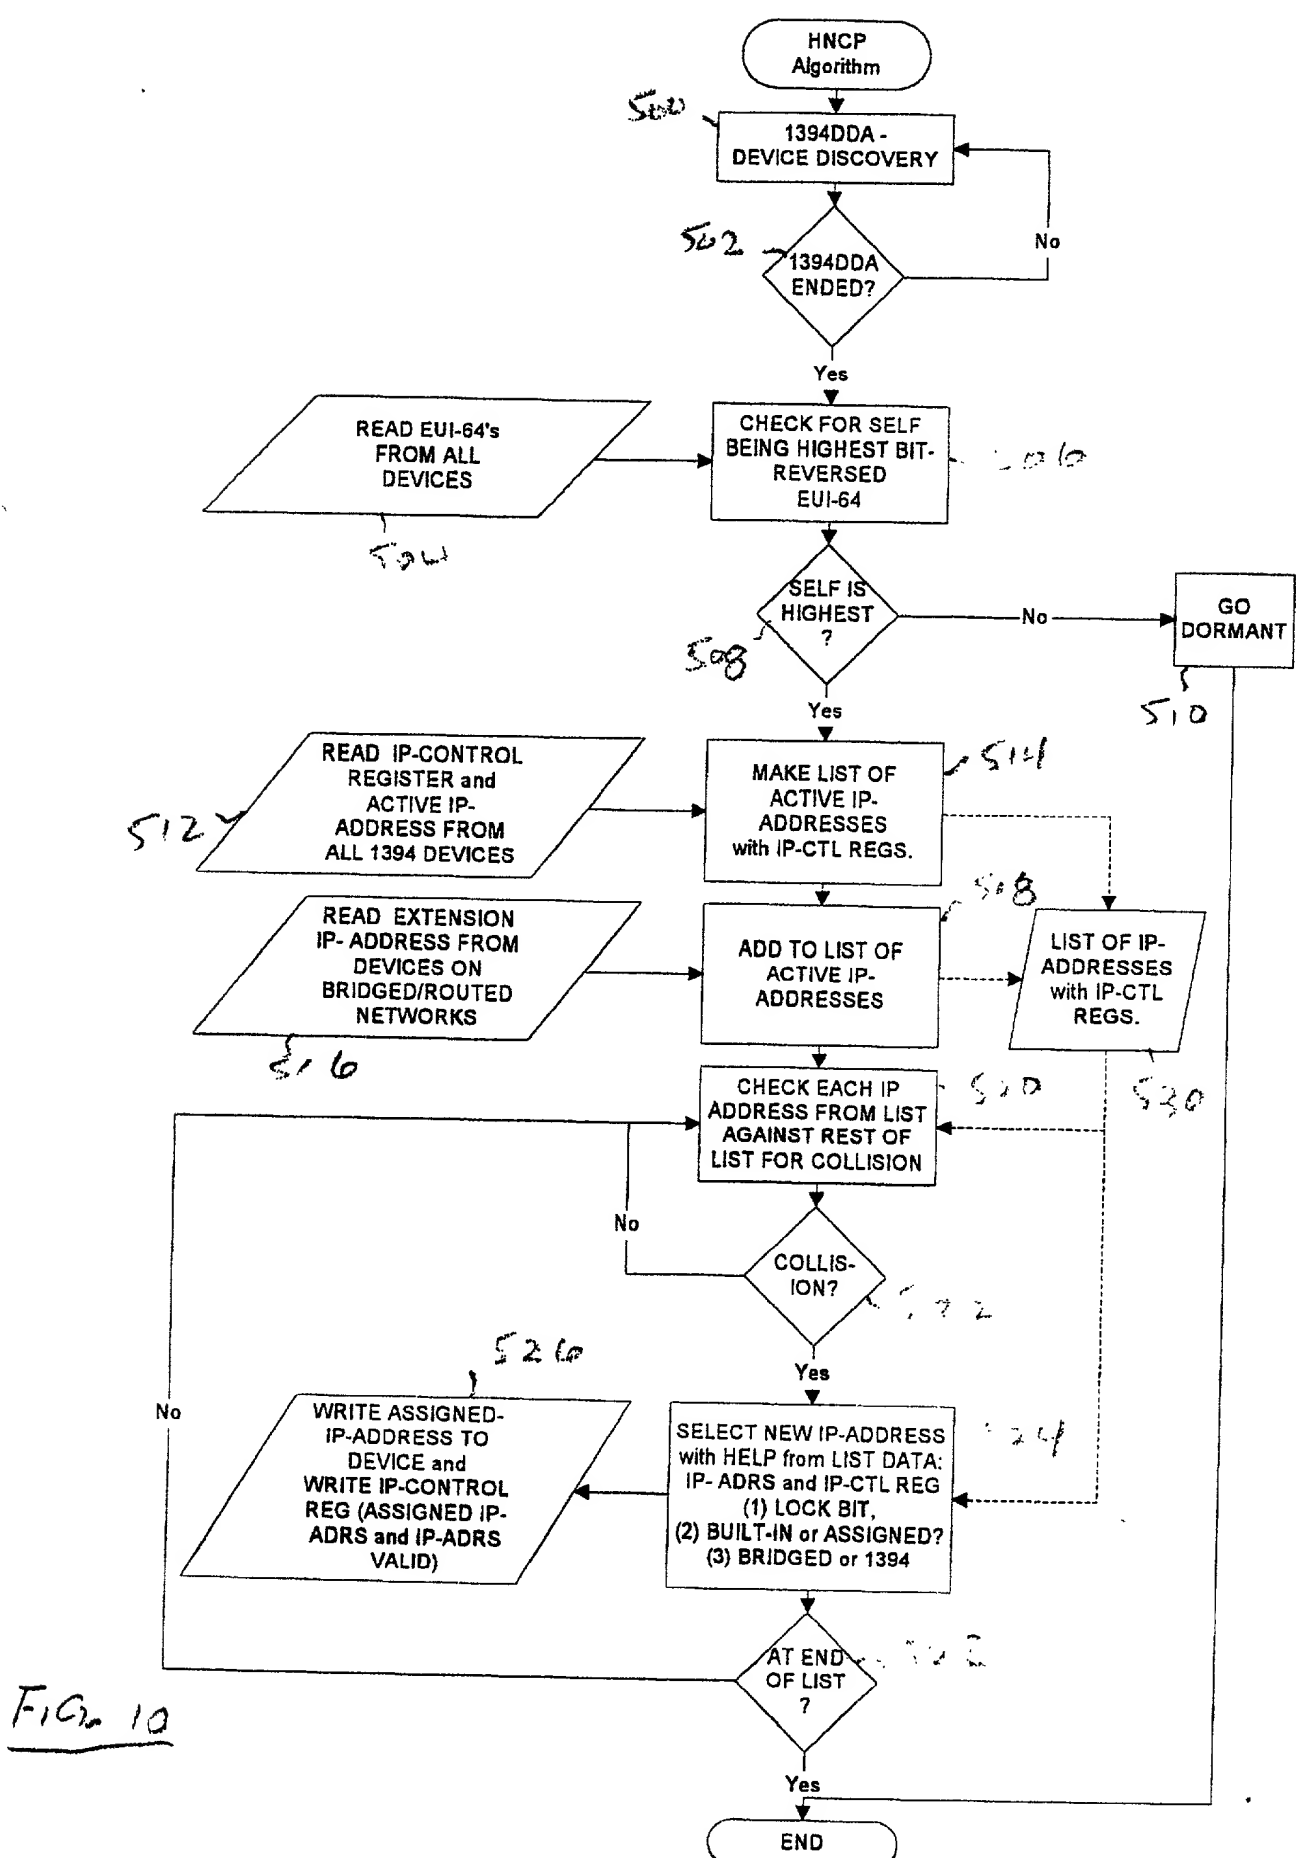 HNCP
Algorithm
500
1394DDA -
DEVICE DISCOVERY
No
502
1394DDA
ENDED?
Yes
READ EUI-64's
FROM ALL
DEVICES
504
CHECK FOR SELF
BEING HIGHEST BIT-
REVERSED
EUI-64
506
SELF IS
HIGHEST
?
508
No
GO
DORMANT
510
Yes
READ IP-CONTROL
REGISTER and
ACTIVE IP-
ADDRESS FROM
ALL 1394 DEVICES
512
MAKE LIST OF
ACTIVE IP-
ADDRESSES
with IP-CTL REGS.
514
READ EXTENSION
IP- ADDRESS FROM
DEVICES ON
BRIDGED/ROUTED
NETWORKS
516
ADD TO LIST OF
ACTIVE IP-
ADDRESSES
508
LIST OF IP-
ADDRESSES
with IP-CTL
REGS.
530
CHECK EACH IP
ADDRESS FROM LIST
AGAINST REST OF
LIST FOR COLLISION
520
No
COLLIS-
ION?
522
Yes
526
No
WRITE ASSIGNED-
IP-ADDRESS TO
DEVICE and
WRITE IP-CONTROL
REG (ASSIGNED IP-
ADRS and IP-ADRS
VALID)
SELECT NEW IP-ADDRESS
with HELP from LIST DATA:
IP- ADRS and IP-CTL REG
(1) LOCK BIT,
(2) BUILT-IN or ASSIGNED?
(3) BRIDGED or 1394
524
AT END
OF LIST
?
FIG. 10
Yes
END